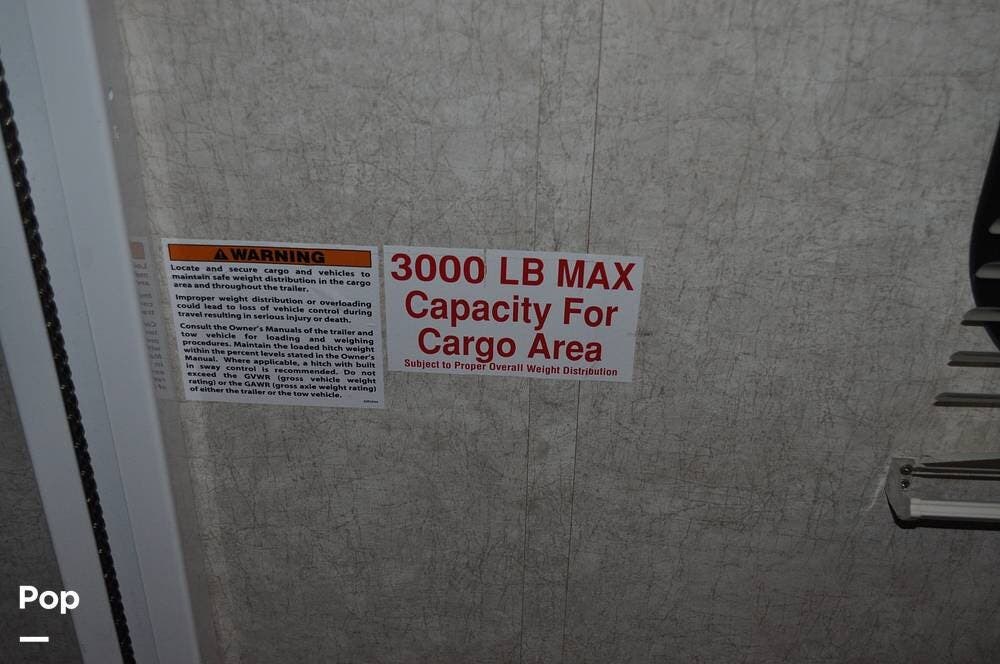 WARNING
Locate and secure cargo and vehicles to
maintain safe weight distribution in the cargo
area and throughout the trailer.
Improper weight distribution or overloading
could lead to loss of vehicle control during
travel resulting in serious injury or death.
Consult the Owner's Manuals of the trailer and
tow vehicle for loading and weighing
procedures. Maintain the loaded hitch weight
within the percent levels stated in the Owner's
Manual. Where applicable, a hitch with built
in sway control is recommended. Do not
exceed the GVWR (gross vehicle weight
rating) or the GAWR (gross axle weight rating)
of either the trailer or the tow vehicle.
3000 LB MAX
Capacity For
Cargo Area
Subject to Proper Overall Weight Distribution
Pop